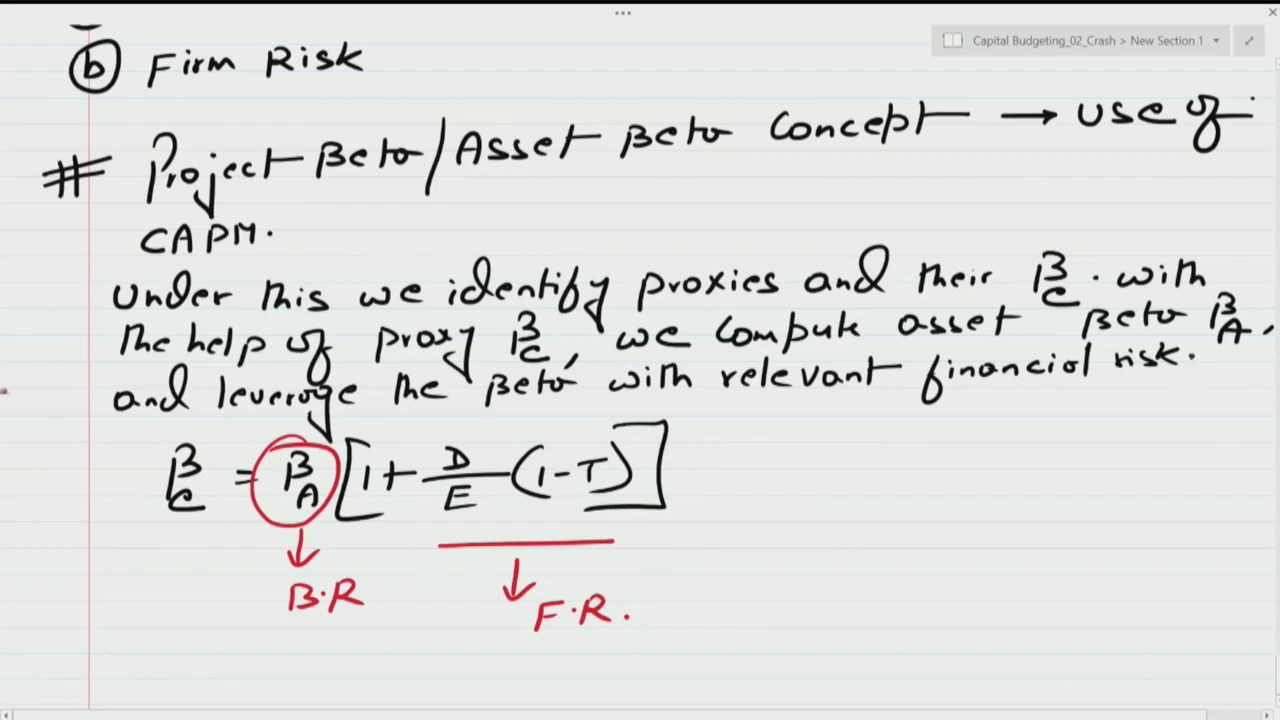 ...
Capital Budgeting_02_Crash > New Section 1
(b) Firm Risk
# Project Beta/Asset Beta Concept → use of
CAPM.
Under this we identify proxies and their βe. with
the help of proxy βe, we compute asset Beta βA,
and leverage the Beta with relevant financial risk.
βe = βA [1 + D/E (1-T)]
B.R
F.R.